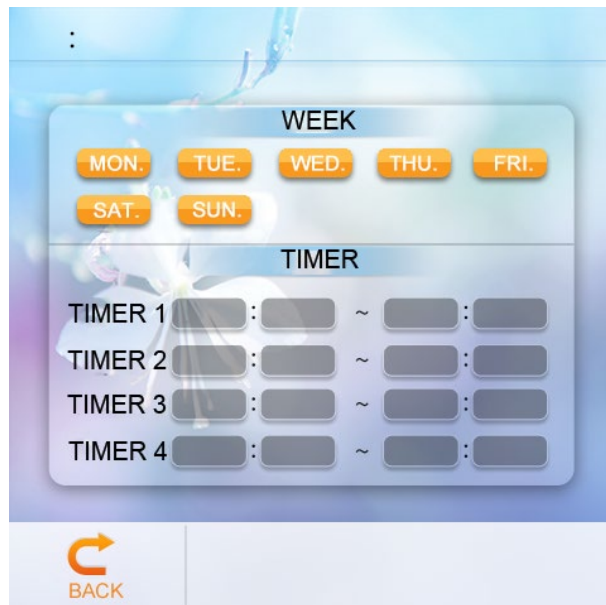 :
WEEK
MON. TUE. WED. THU. FRI.
SAT. SUN.
TIMER
TIMER 1 : ~ :
TIMER 2 : ~ :
TIMER 3 : ~ :
TIMER 4 : ~ :
BACK